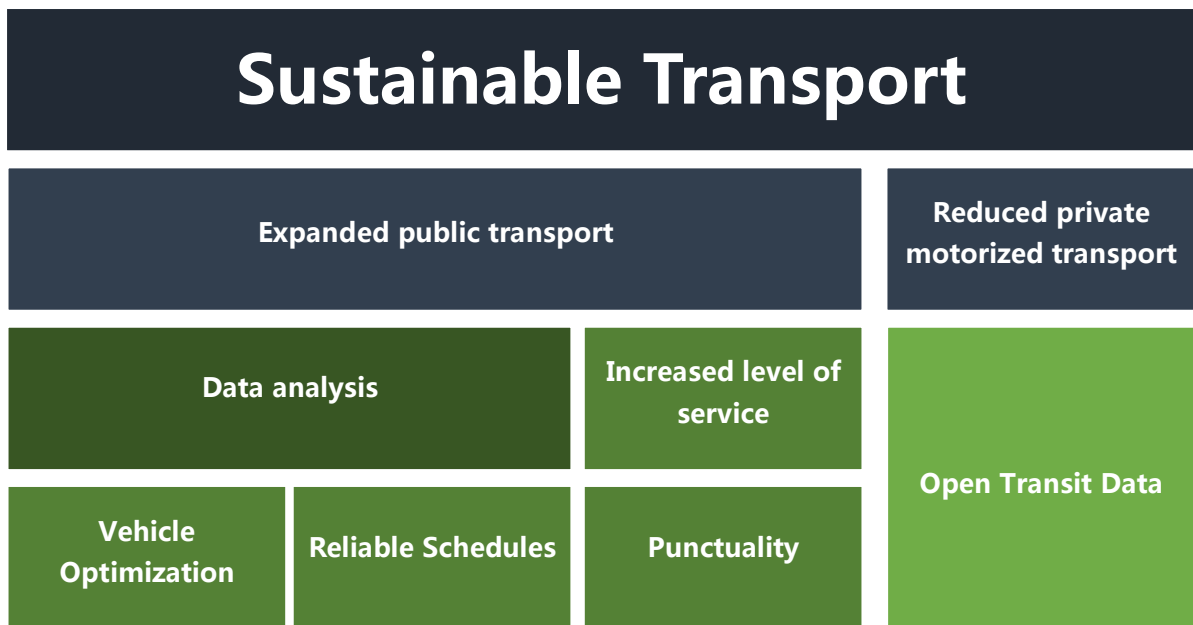 Sustainable Transport
Expanded public transport
Reduced private
motorized transport
Data analysis
Increased level of
service
Open Transit Data
Vehicle
Optimization
Reliable Schedules
Punctuality